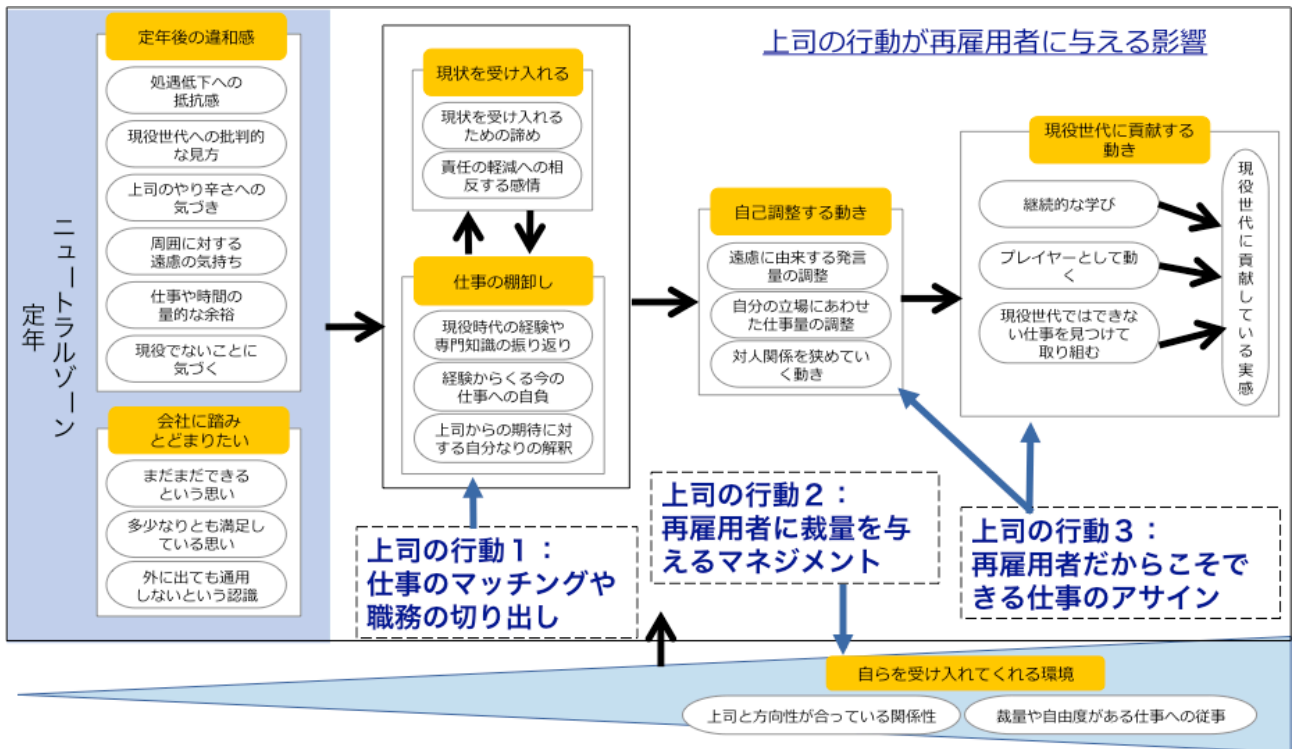 上司の行動が再雇用者に与える影響
ニュートラルゾーン
定年
定年後の違和感
処遇低下への
抵抗感
現役世代への批判的
な見方
上司のやり辛さへの
気づき
周囲に対する
遠慮の気持ち
仕事や時間の
量的な余裕
現役でないことに
気づく
会社に踏み
とどまりたい
まだまだできる
という思い
多少なりとも満足し
ている思い
外に出ても通用
しないという認識
現状を受け入れる
現状を受け入れる
ための諦め
責任の軽減への相
反する感情
仕事の棚卸し
現役時代の経験や
専門知識の振り返り
経験からくる今の
仕事への自負
上司からの期待に対
する自分なりの解釈
自己調整する動き
遠慮に由来する発言
量の調整
自分の立場にあわせ
た仕事量の調整
対人関係を狭めてい
く動き
現役世代に貢献する
動き
継続的な学び
プレイヤーとして動
く
現役世代ではできな
い仕事を見つけて
取り組む
現役世代に貢献している実感
上司の行動1：
仕事のマッチングや
職務の切り出し
上司の行動２：
再雇用者に裁量を与
えるマネジメント
上司の行動３：
再雇用者だからこそで
きる仕事のアサイン
自らを受け入れてくれる環境
上司と方向性が合っている関係性
裁量や自由度がある仕事への従事